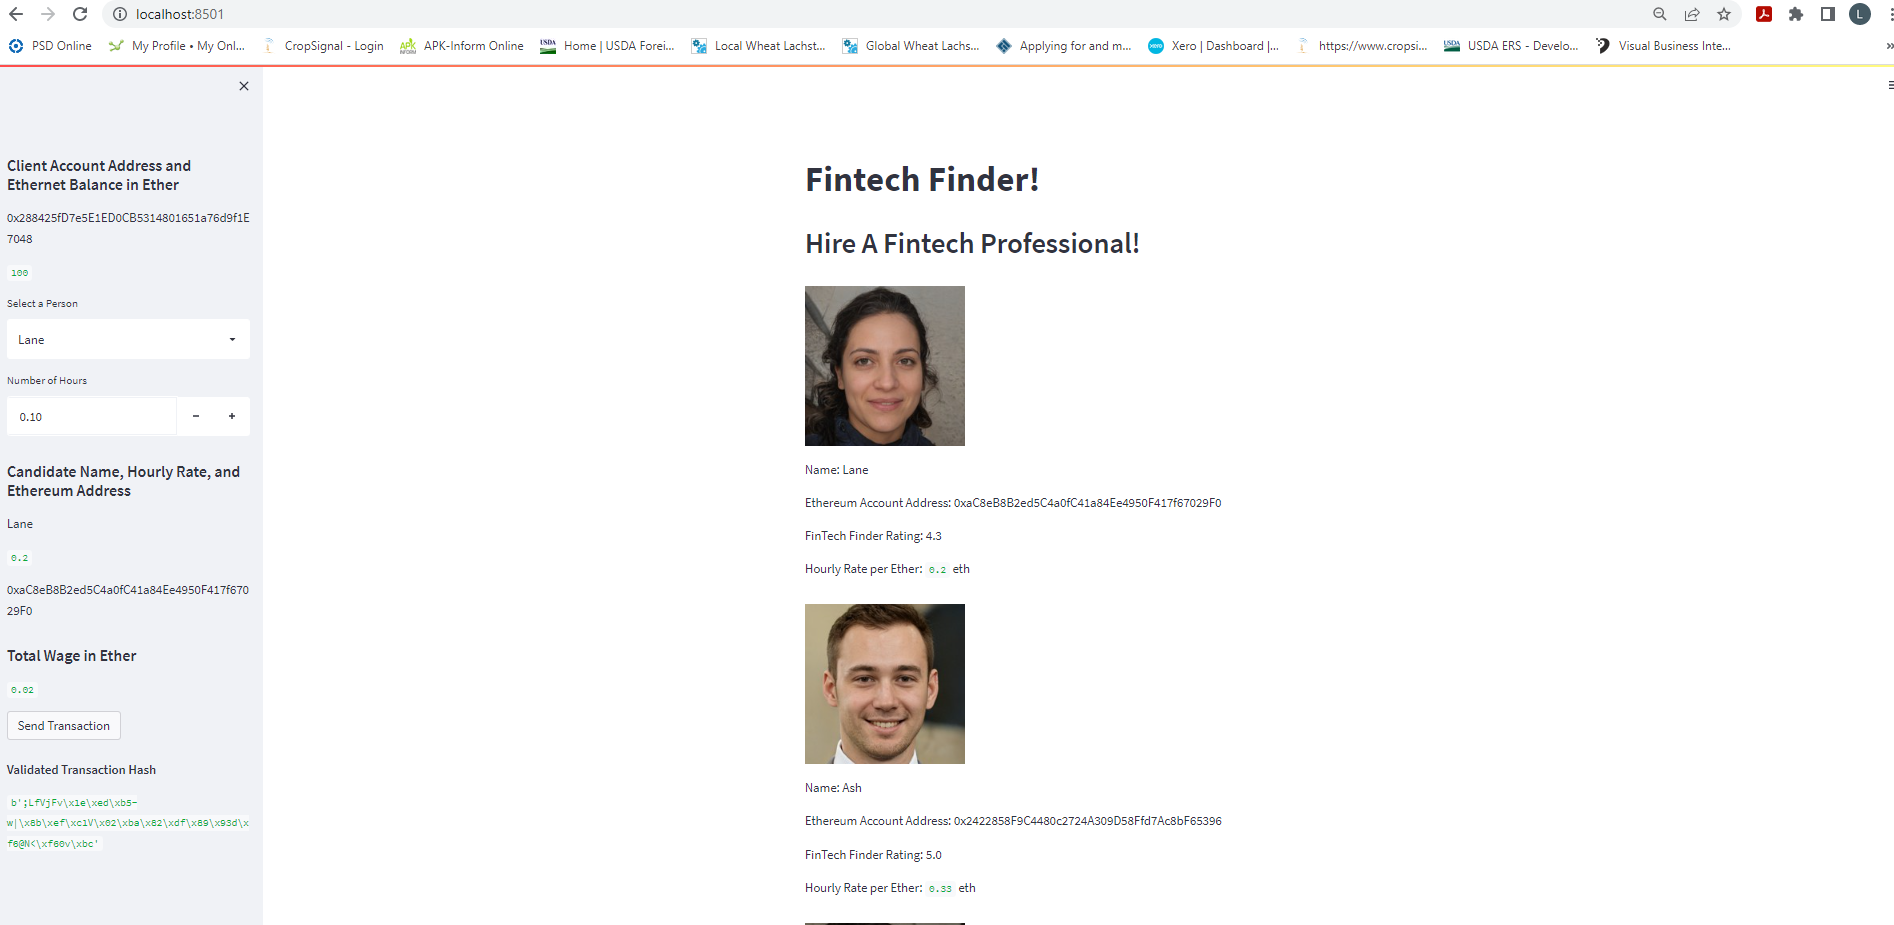 localhost:8501
L
PSD Online
My Profile • My Onl...
CropSignal - Login
APK-Inform Online
Home | USDA Forei...
Local Wheat Lachst...
Global Wheat Lachs...
Applying for and m...
Xero | Dashboard |...
https://www.cropsi...
USDA ERS - Develo...
Visual Business Inte...
»
Client Account Address and
Ethernet Balance in Ether
0x288425fD7e5E1ED0CB5314801651a76d9f1E
7048
100
Select a Person
Lane
Number of Hours
0.10
Candidate Name, Hourly Rate, and
Ethereum Address
Lane
0.2
0xaC8eB8B2ed5C4a0fC41a84Ee4950F417f670
29F0
Total Wage in Ether
0.02
Send Transaction
Validated Transaction Hash
b';LfVjFv\x1e\xed\xb5~
w|\x8b\xef\xc1V\x02\xba\x82\xdf\x89\x93d\x
f6@N<\xf60v\xbc'
Fintech Finder!
Hire A Fintech Professional!
Name: Lane
Ethereum Account Address: 0xaC8eB8B2ed5C4a0fC41a84Ee4950F417f67029F0
FinTech Finder Rating: 4.3
Hourly Rate per Ether: 0.2 eth
Name: Ash
Ethereum Account Address: 0x2422858F9C4480c2724A309D58Ffd7Ac8bF65396
FinTech Finder Rating: 5.0
Hourly Rate per Ether: 0.33 eth